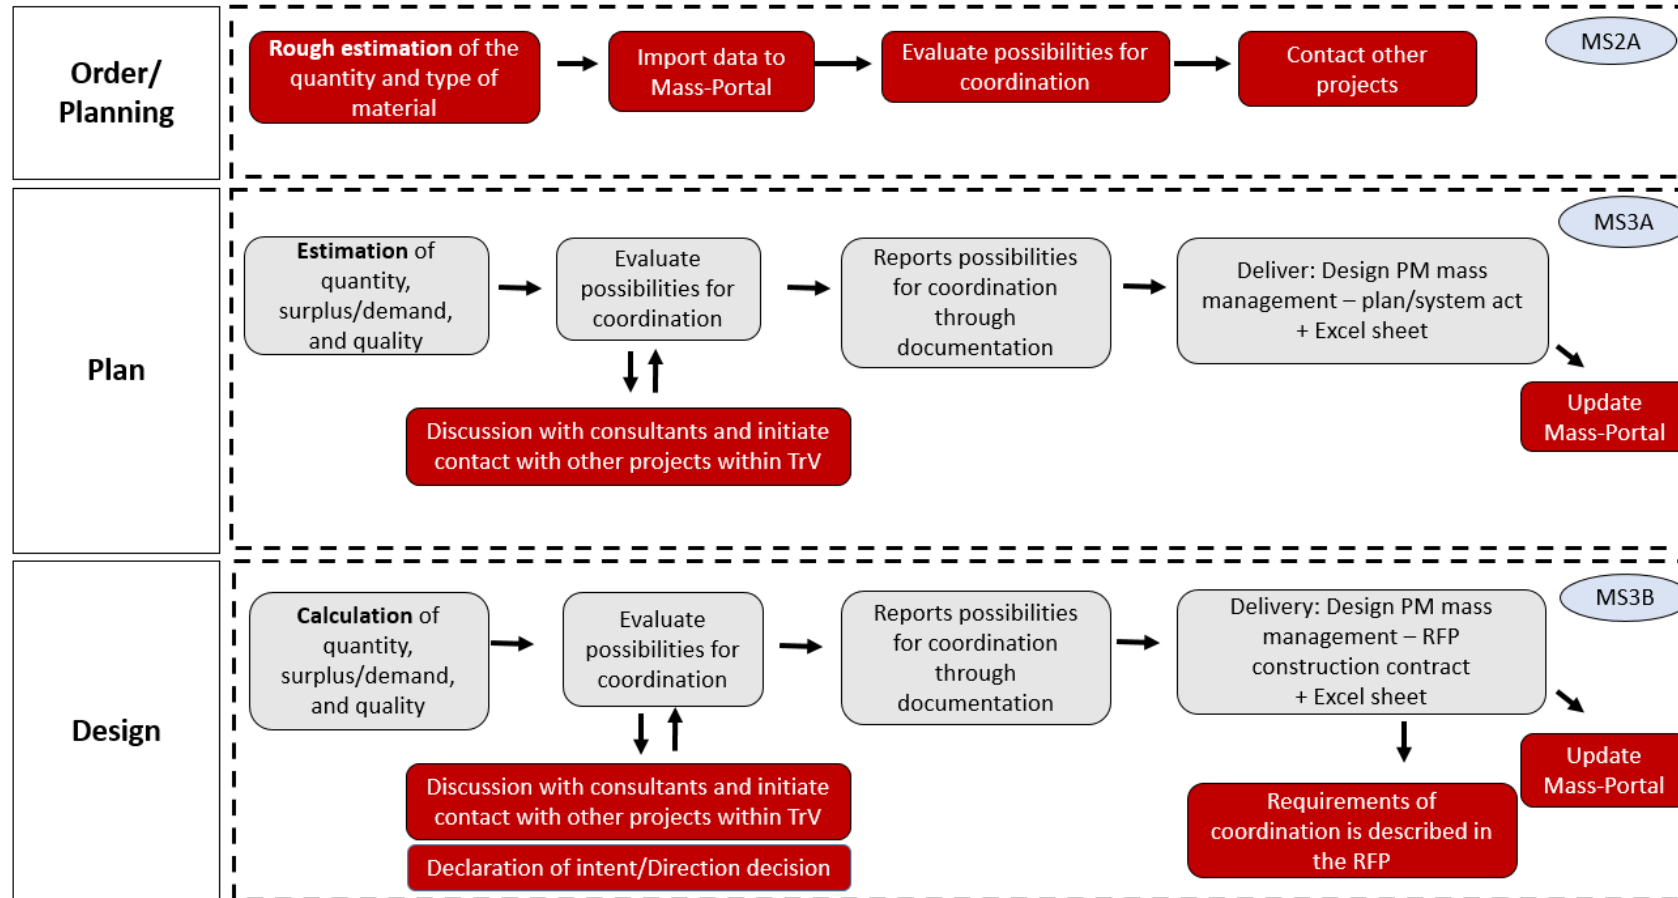 Order/
Planning
Rough estimation of the
quantity and type of
material
Import data to
Mass-Portal
Evaluate possibilities for
coordination
Contact other
projects
MS2A
Plan
MS3A
Estimation of
quantity,
surplus/demand,
and quality
Evaluate
possibilities for
coordination
Reports possibilities
for coordination
through
documentation
Deliver: Design PM mass
management – plan/system act
+ Excel sheet
Discussion with consultants and initiate
contact with other projects within TrV
Update
Mass-Portal
Design
MS3B
Calculation of
quantity,
surplus/demand,
and quality
Evaluate
possibilities for
coordination
Reports possibilities
for coordination
through
documentation
Delivery: Design PM mass
management – RFP
construction contract
+ Excel sheet
Discussion with consultants and initiate
contact with other projects within TrV
Declaration of intent/Direction decision
Requirements of
coordination is described in
the RFP
Update
Mass-Portal